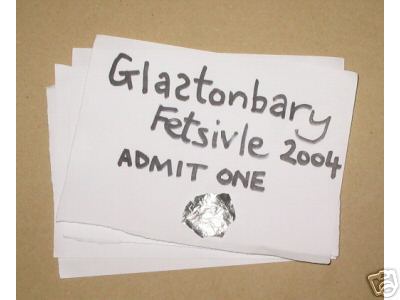 Glastonbary
Fetsivle 2004
ADMIT ONE